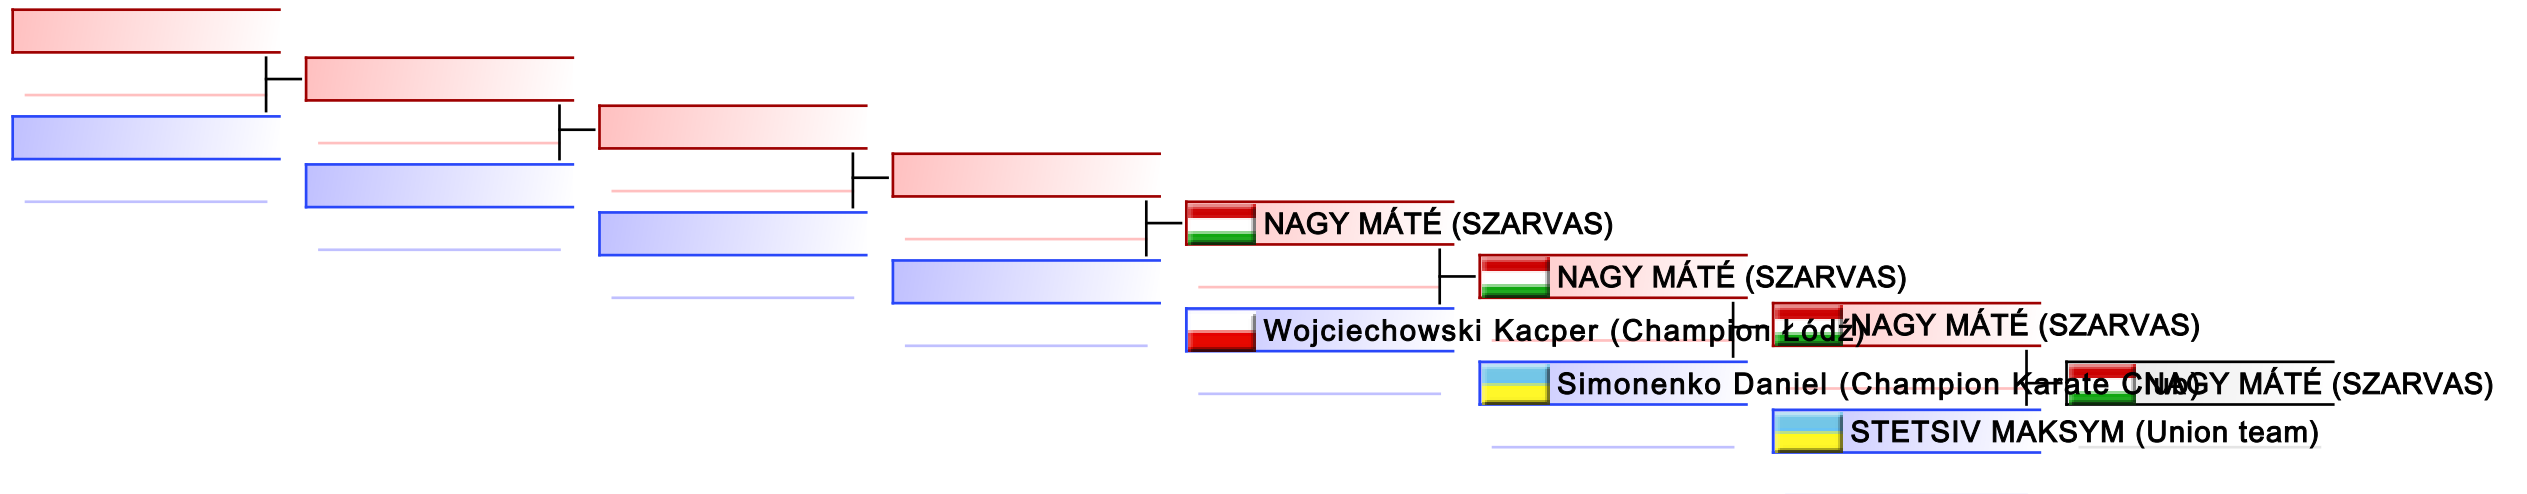 NAGY MÁTÉ (SZARVAS)
NAGY MÁTÉ (SZARVAS)
Wojciechowski Kacper (Champion Łódź)
NAGY MÁTÉ (SZARVAS)
Simonenko Daniel (Champion Karate Club)
NAGY MÁTÉ (SZARVAS)
STETSIV MAKSYM (Union team)